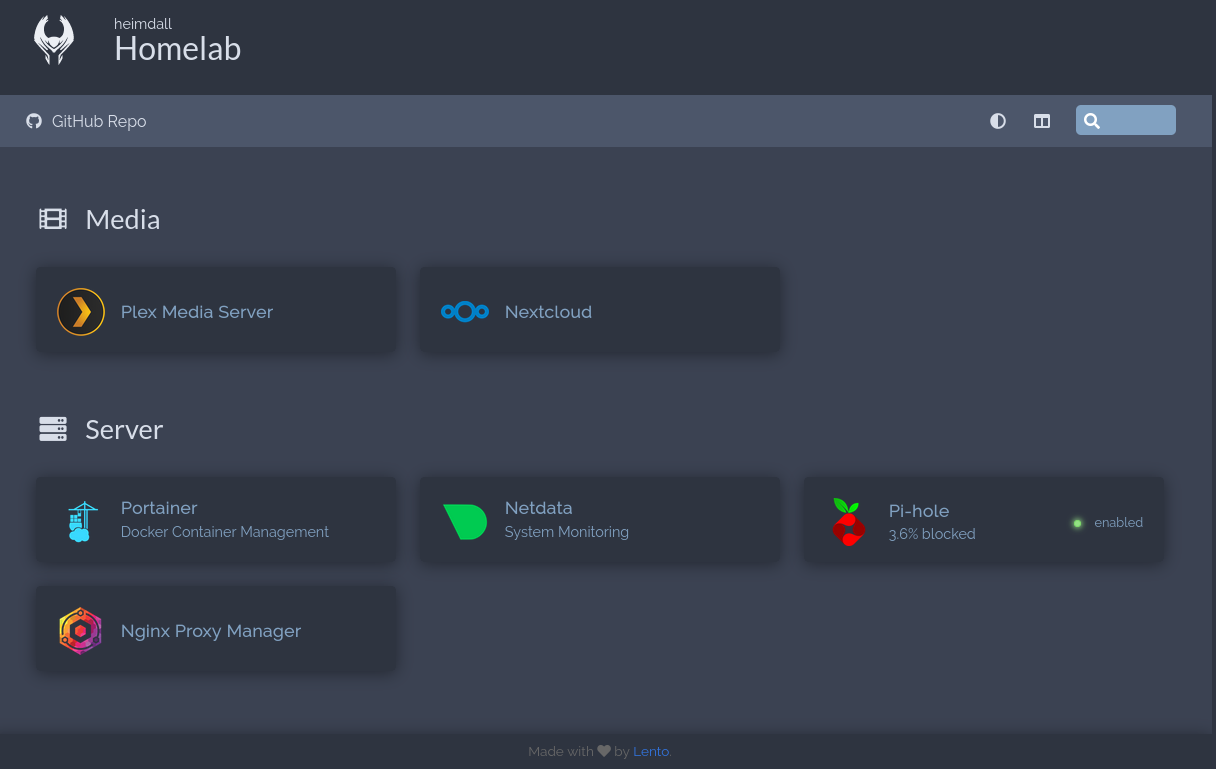 heimdall
Homelab
GitHub Repo
Media
Plex Media Server
Nextcloud
Server
Portainer
Docker Container Management
Netdata
System Monitoring
Pi-hole
3.6% blocked
enabled
Nginx Proxy Manager
Made with by Lento.